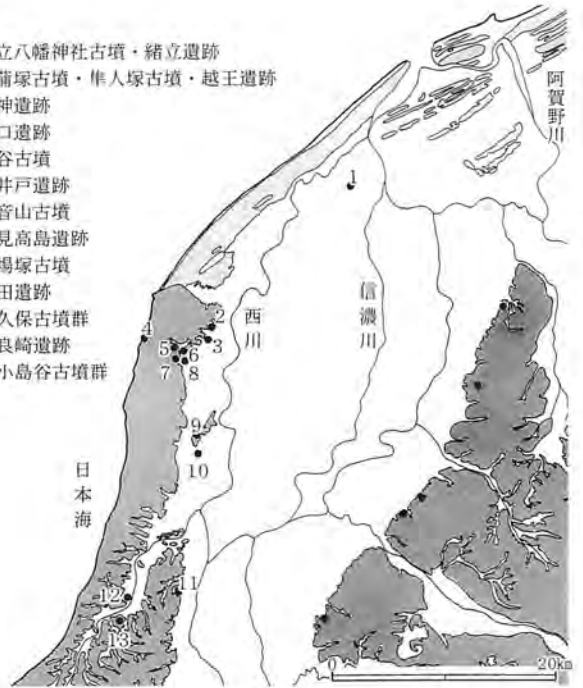 立八幡神社古墳・緒立遺跡
蒲塚古墳・隼人塚古墳・越王遺跡
神遺跡
口遺跡
谷古墳
井戸遺跡
音山古墳
見高島遺跡
場塚古墳
田遺跡
久保古墳群
良崎遺跡
小島谷古墳群
阿賀野川
1
信濃川
西川
2
3
4
5
6
7
8
9
10
日本海
11
12
13
0
20km